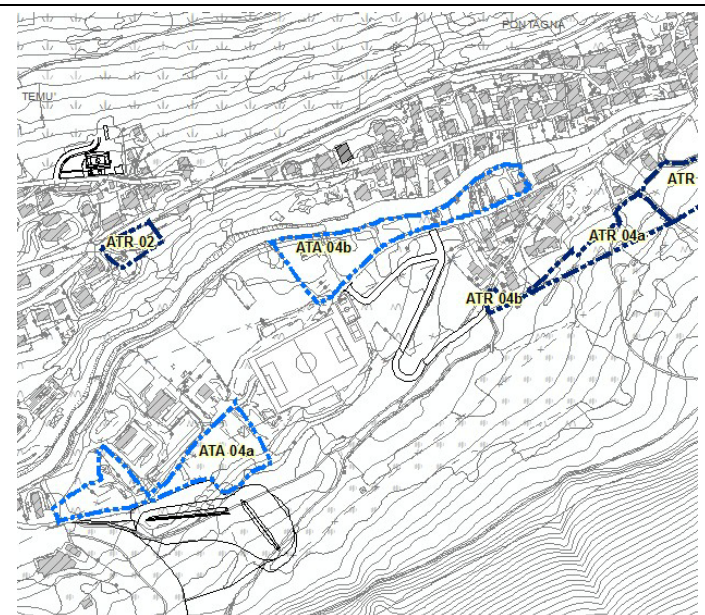 PONTAGNA
TEMU'
ATR
ATR 02
ATA 04b
ATR 04a
ATR 04b
ATA 04a